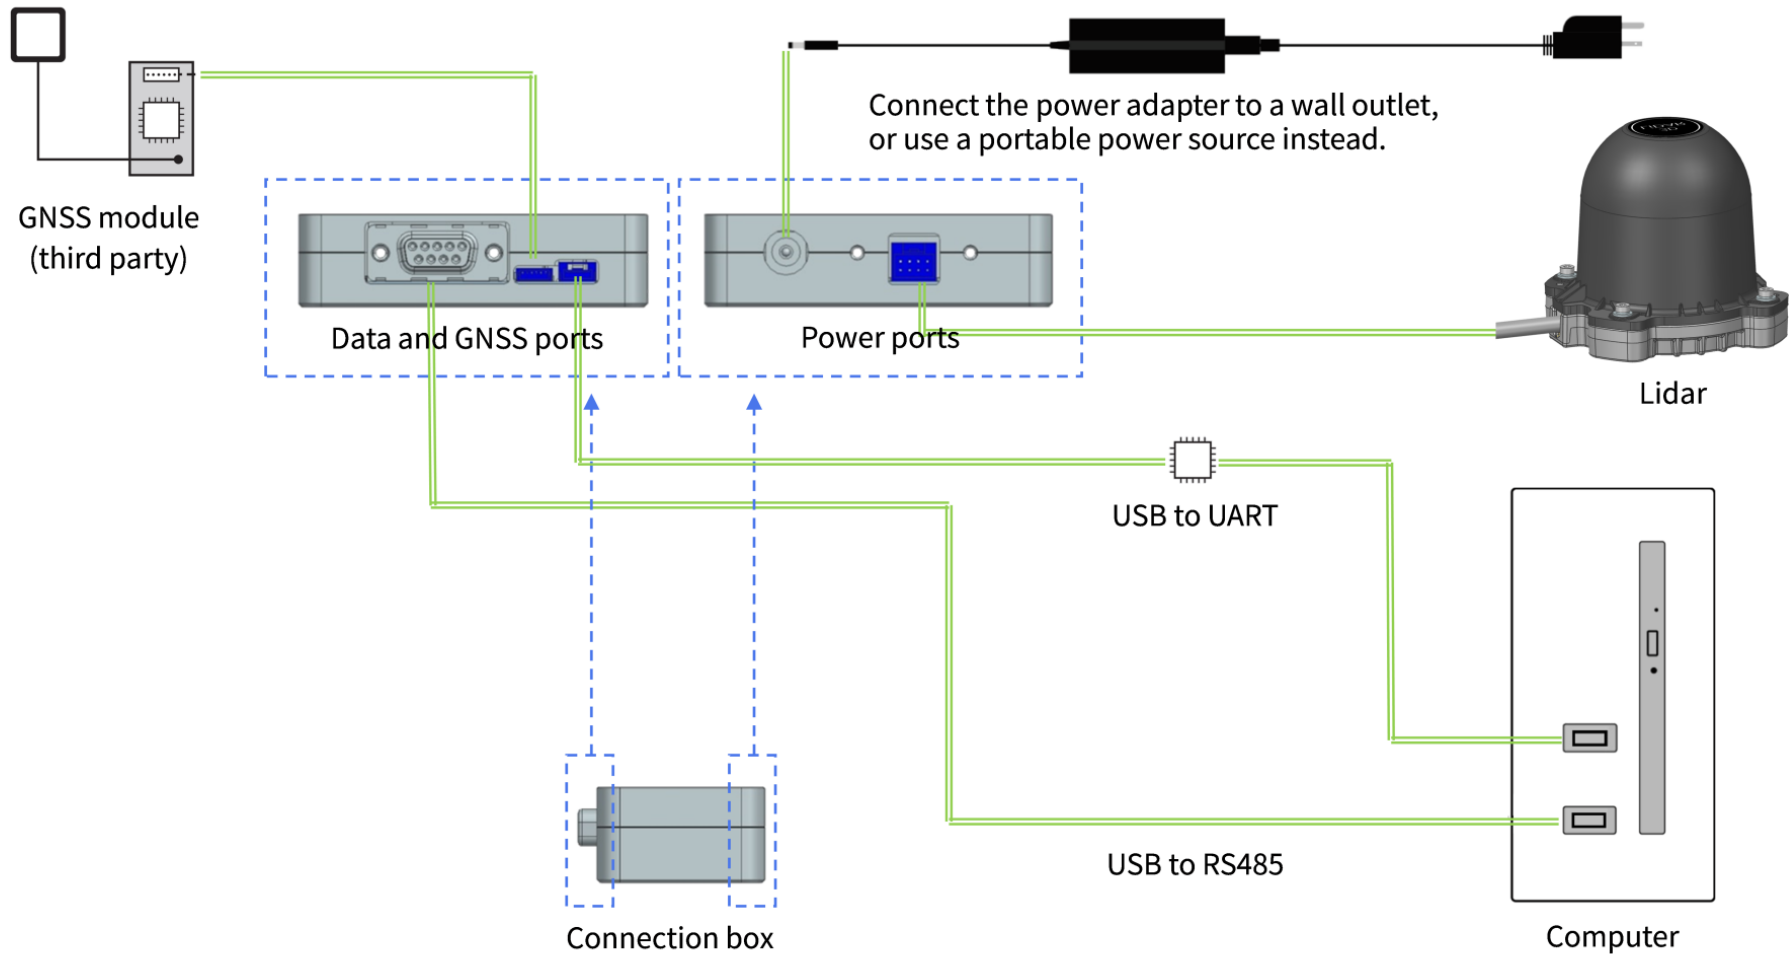 Connect the power adapter to a wall outlet,
or use a portable power source instead.
GNSS module
(third party)
Data and GNSS ports
Power ports
Lidar
USB to UART
USB to RS485
Connection box
Computer